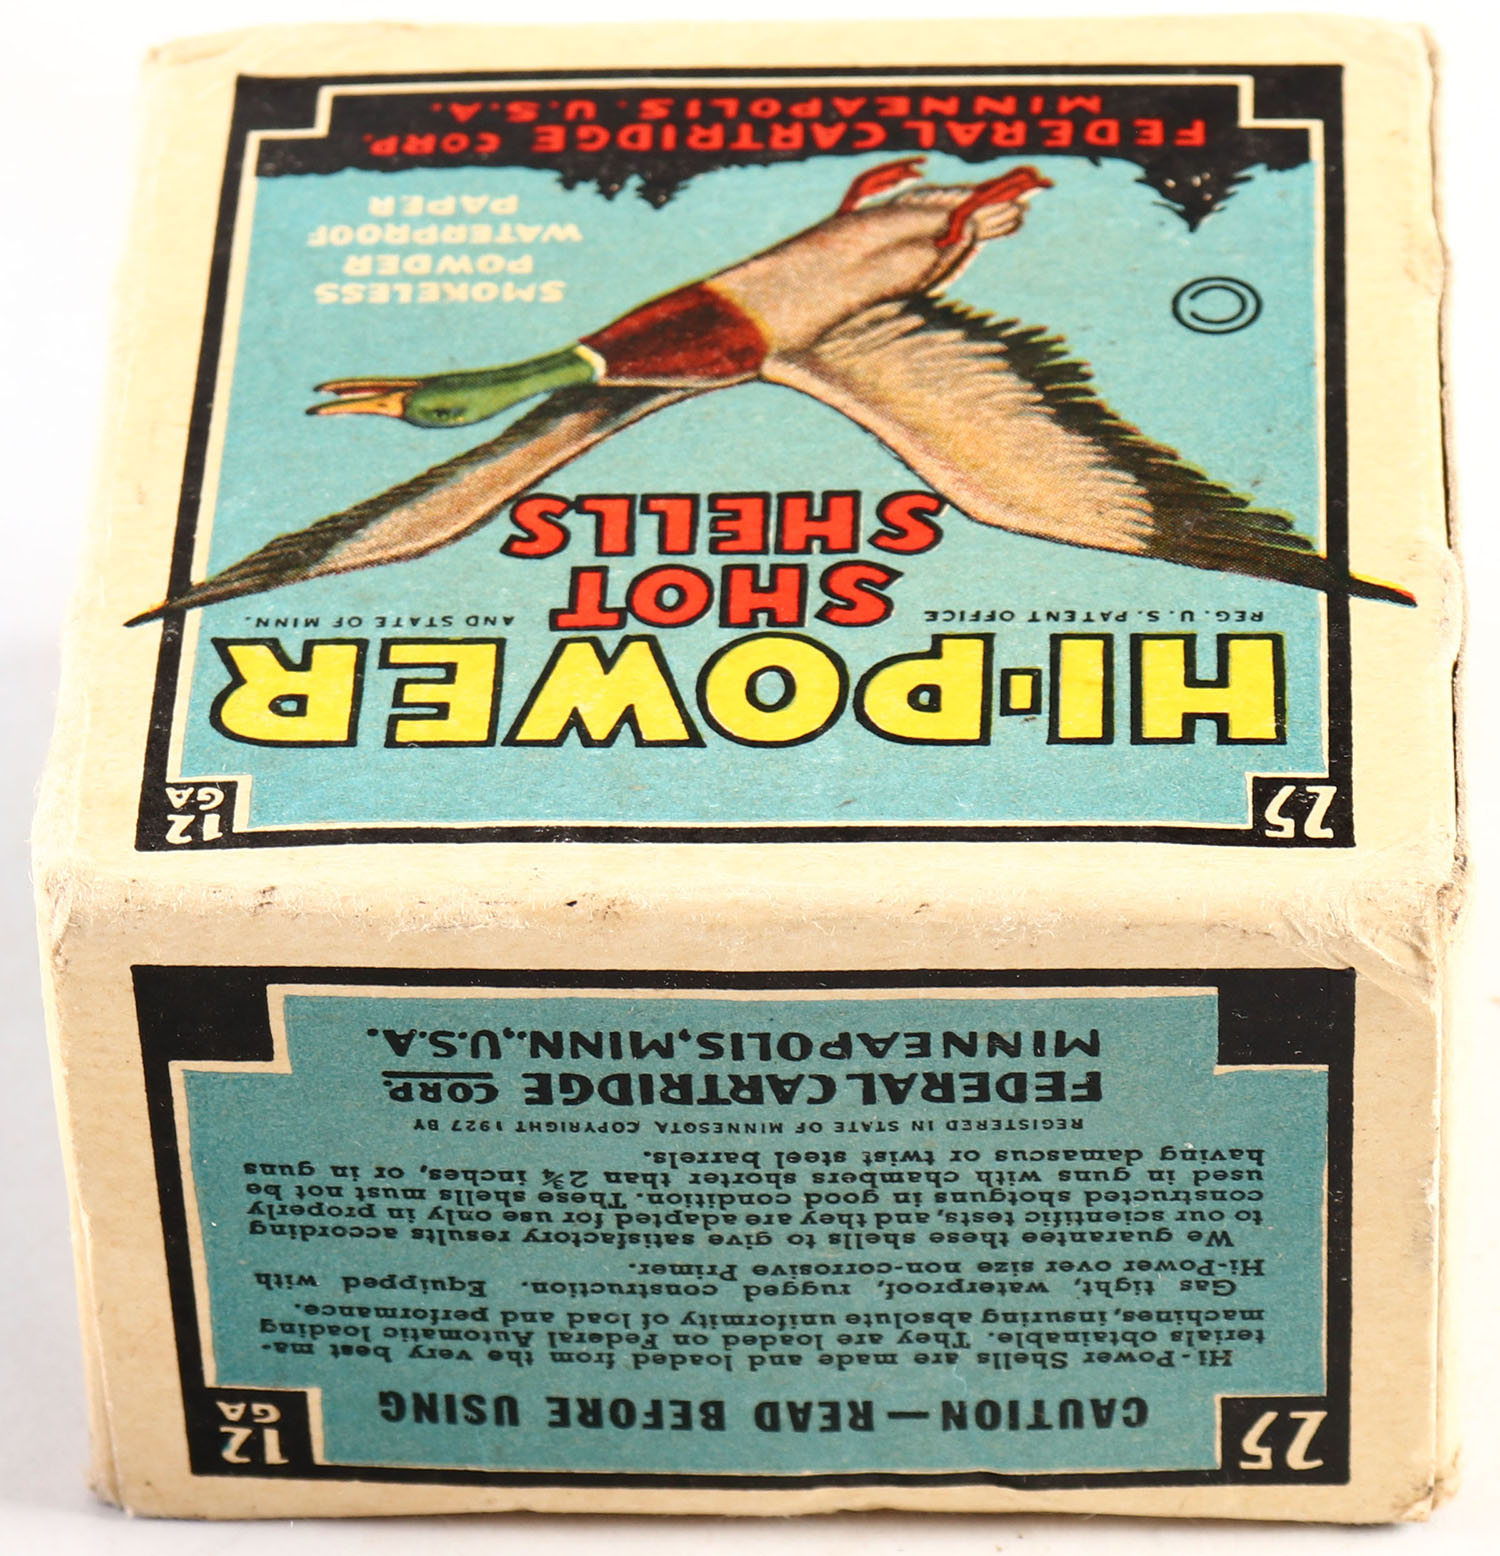 25
12
GA
HI-POWER
REG. U.S. PATENT OFFICE
AND STATE OF MINN.
SHOT
SHELLS
©
SMOKELESS
POWDER
WATERPROOF
PAPER
FEDERAL CARTRIDGE CORP.
MINNEAPOLIS. U.S.A.
25
12
GA
CAUTION—READ BEFORE USING
Hi-Power Shells are made and loaded from the very best ma-
terials obtainable. They are loaded on Federal Automatic loading
machines, insuring absolute uniformity of load and performance.
Gas tight, waterproof, rugged construction. Equipped with
Hi-Power over size non-corrosive Primer.
We guarantee these shells to give satisfactory results according
to our scientific tests, and they are adapted for use only in properly
constructed shotguns in good condition. These shells must not be
used in guns with chambers shorter than 2¾ inches, or in guns
having damascus or twist steel barrels.
REGISTERED IN STATE OF MINNESOTA COPYRIGHT 1927 BY
FEDERAL CARTRIDGE CORP.
MINNEAPOLIS, MINN., U.S.A.